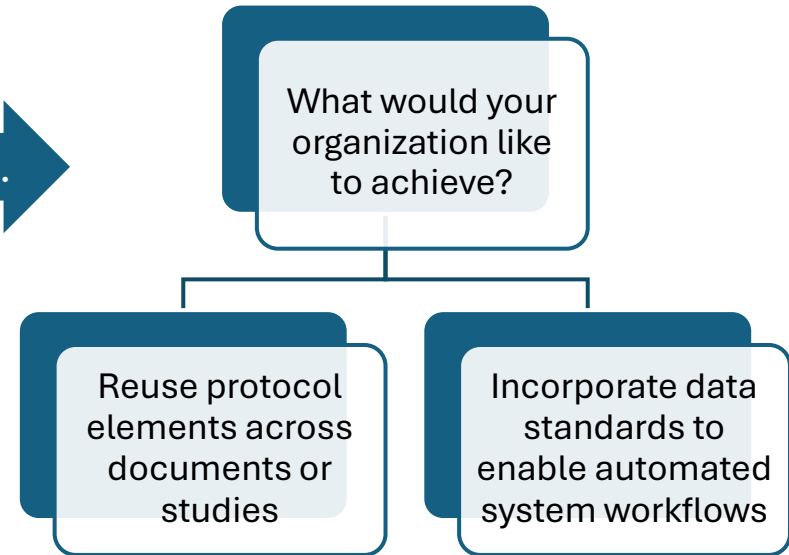 .
What would your
organization like
to achieve?
Reuse protocol
elements across
documents or
studies
Incorporate data
standards to
enable automated
system workflows